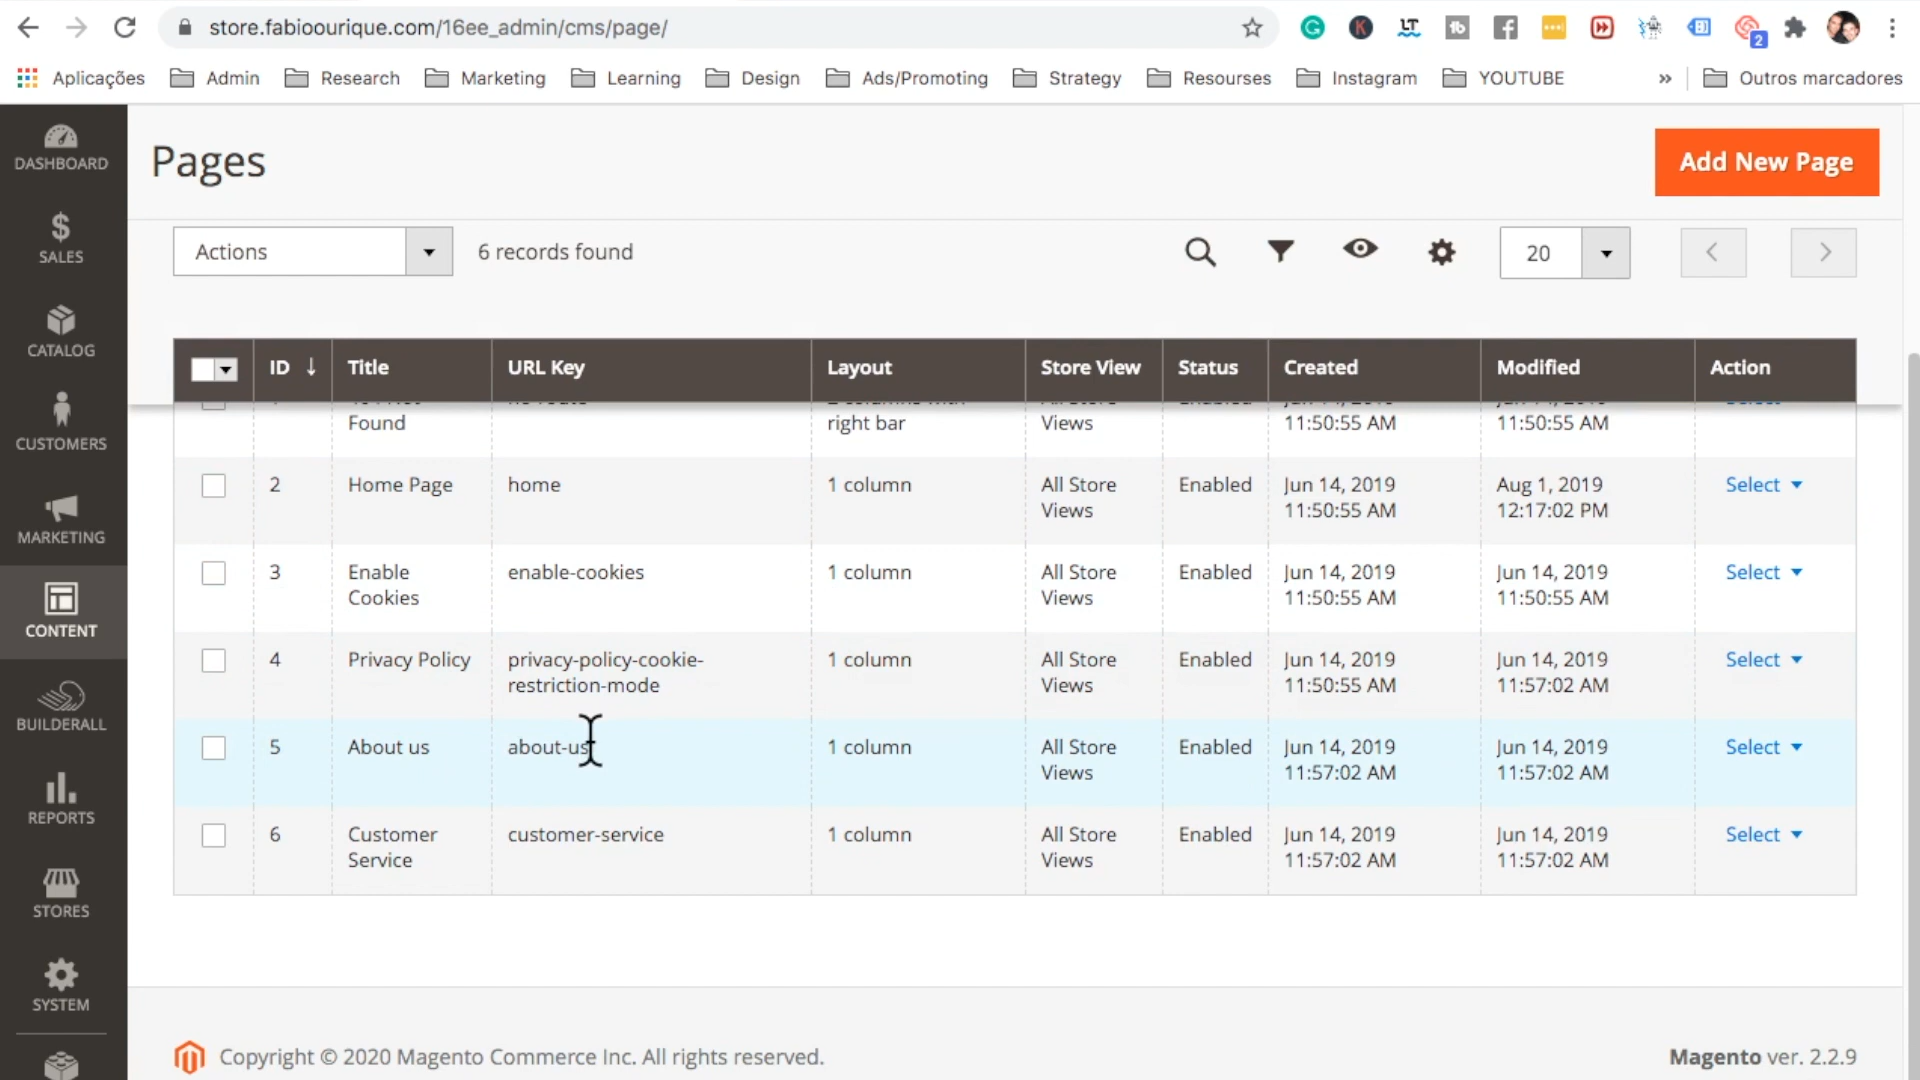 store.fabioourique.com/16ee_admin/cms/page/
2
Aplicações Admin Research Marketing Learning Design Ads/Promoting Strategy Resourses Instagram YOUTUBE » Outros marcadores
DASHBOARD
SALES
CATALOG
CUSTOMERS
MARKETING
CONTENT
BUILDERALL
REPORTS
STORES
SYSTEM
Pages
Add New Page
Actions 6 records found 20
ID ↓ Title URL Key Layout Store View Status Created Modified Action
Found right bar Views 11:50:55 AM 11:50:55 AM
2 Home Page home 1 column All Store Enabled Jun 14, 2019 Aug 1, 2019 Select
Views 11:50:55 AM 12:17:02 PM
3 Enable enable-cookies 1 column All Store Enabled Jun 14, 2019 Jun 14, 2019 Select
Cookies Views 11:50:55 AM 11:50:55 AM
4 Privacy Policy privacy-policy-cookie- 1 column All Store Enabled Jun 14, 2019 Jun 14, 2019 Select
restriction-mode Views 11:50:55 AM 11:57:02 AM
5 About us about-us 1 column All Store Enabled Jun 14, 2019 Jun 14, 2019 Select
Views 11:57:02 AM 11:57:02 AM
6 Customer customer-service 1 column All Store Enabled Jun 14, 2019 Jun 14, 2019 Select
Service Views 11:57:02 AM 11:57:02 AM
Copyright © 2020 Magento Commerce Inc. All rights reserved.
Magento ver. 2.2.9